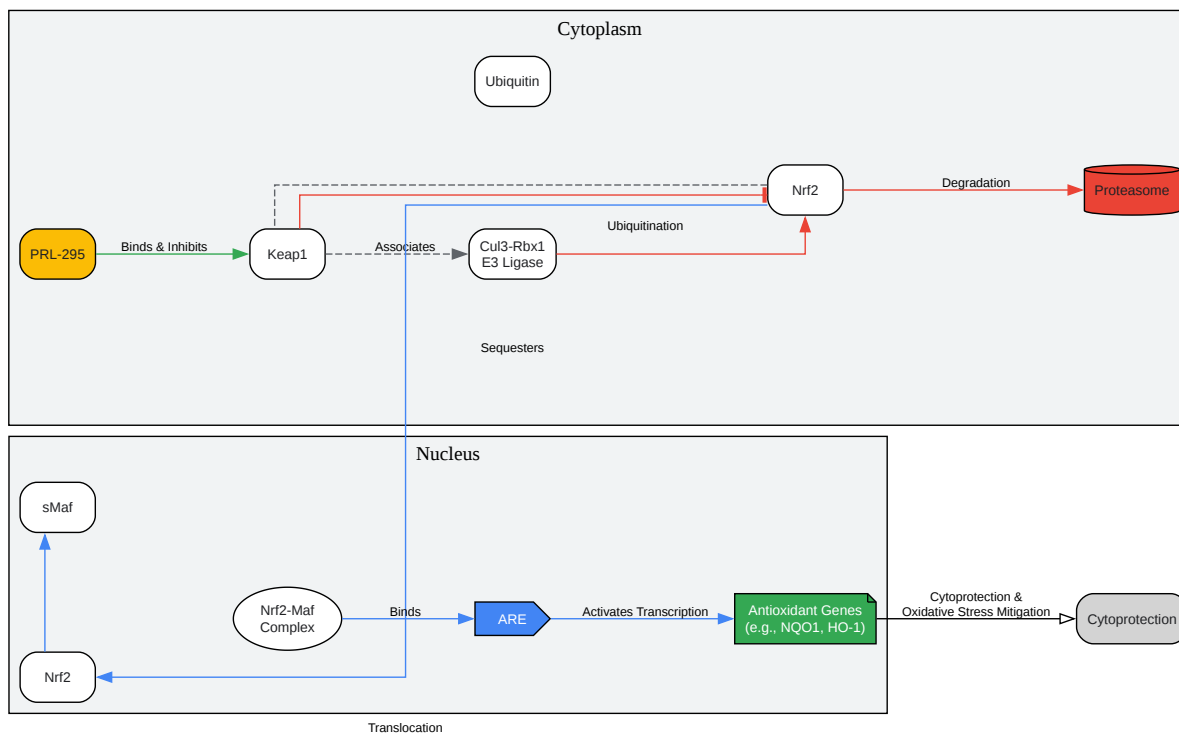 Cytoplasm
Ubiquitin
Nrf2
Degradation
Proteasome
Ubiquitination
PRL-295
Binds & Inhibits
Keap1
Associates
Cul3-Rbx1
E3 Ligase
Sequesters
Nucleus
sMaf
Nrf2-Maf
Complex
Binds
ARE
Activates Transcription
Antioxidant Genes
(e.g., NQO1, HO-1)
Cytoprotection &
Oxidative Stress Mitigation
Cytoprotection
Nrf2
Translocation